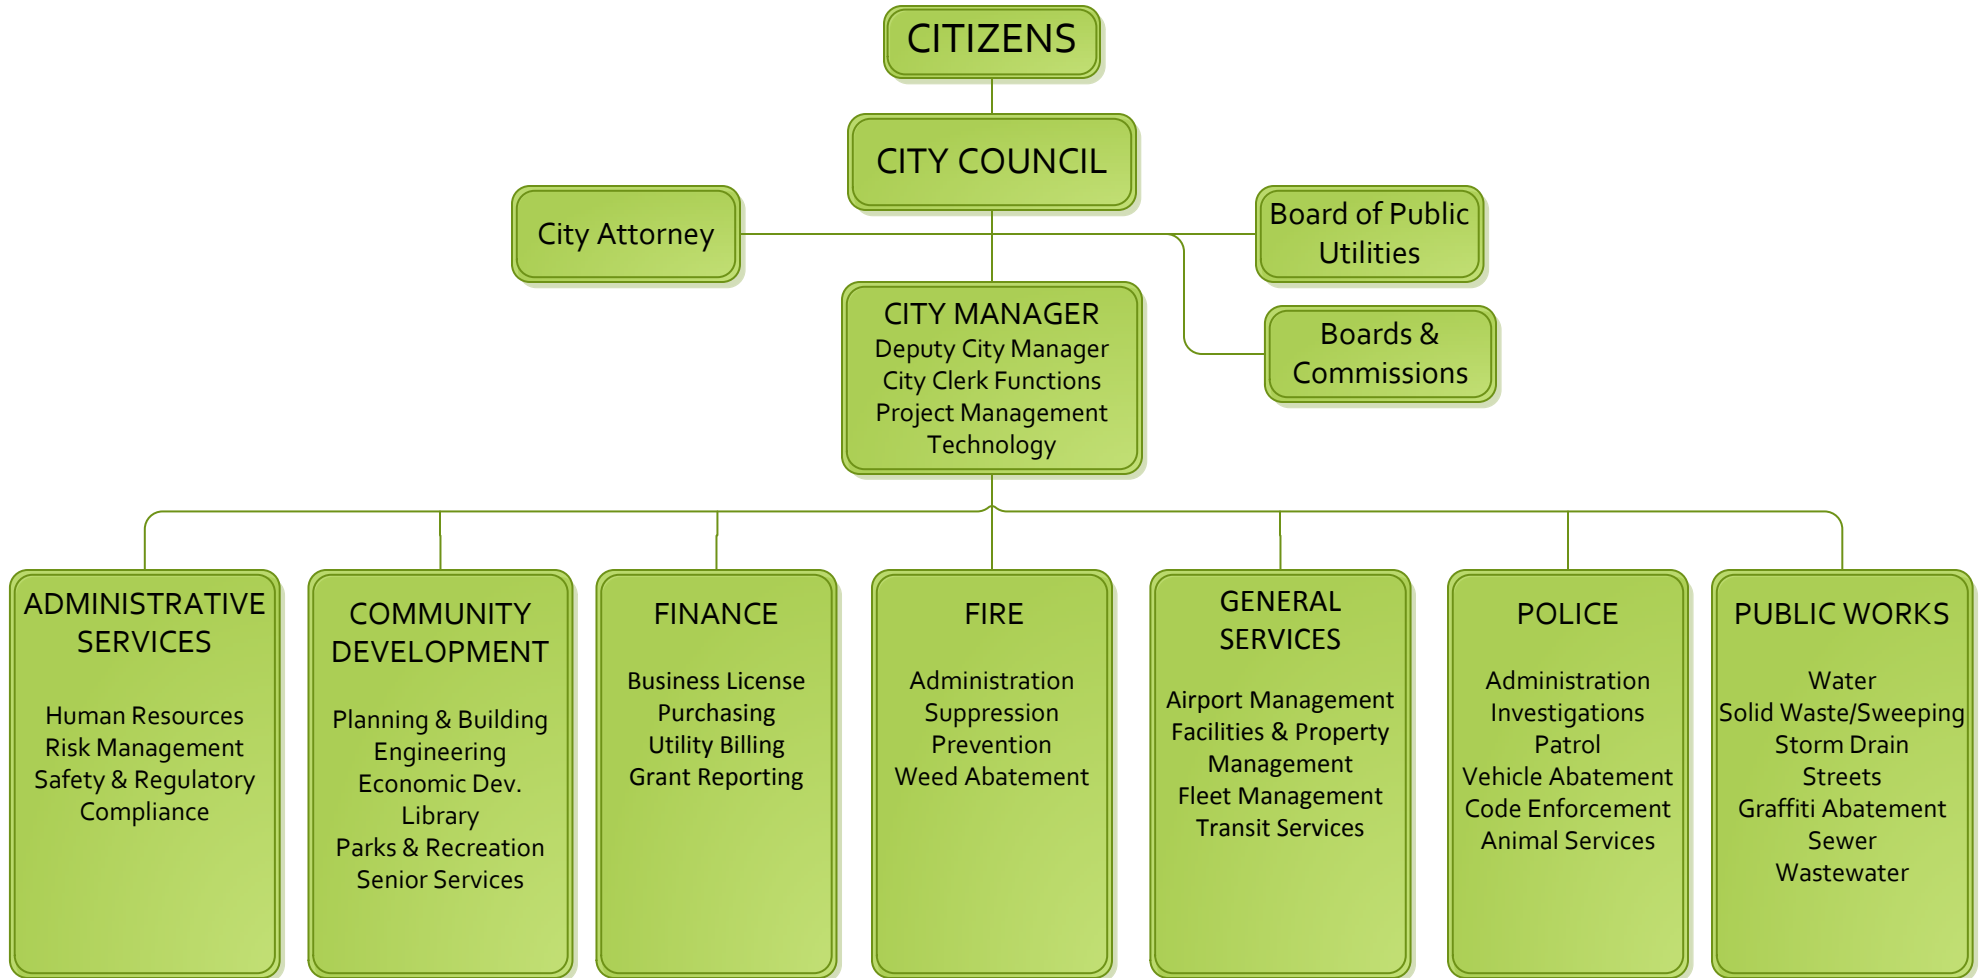 CITIZENS
CITY COUNCIL
City Attorney
Board of Public
Utilities
CITY MANAGER
Deputy City Manager
City Clerk Functions
Project Management
Technology
Boards &
Commissions
ADMINISTRATIVE
SERVICES
Human Resources
Risk Management
Safety & Regulatory
Compliance
COMMUNITY
DEVELOPMENT
Planning & Building
Engineering
Economic Dev.
Library
Parks & Recreation
Senior Services
FINANCE
Business License
Purchasing
Utility Billing
Grant Reporting
FIRE
Administration
Suppression
Prevention
Weed Abatement
GENERAL
SERVICES
Airport Management
Facilities & Property
Management
Fleet Management
Transit Services
POLICE
Administration
Investigations
Patrol
Vehicle Abatement
Code Enforcement
Animal Services
PUBLIC WORKS
Water
Solid Waste/Sweeping
Storm Drain
Streets
Graffiti Abatement
Sewer
Wastewater